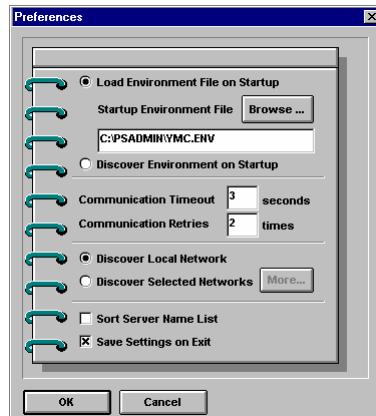 Preferences
Load Environment File on Startup
Startup Environment File Browse ...
C:\PSADMIN\YMC.ENV
Discover Environment on Startup
Communication Timeout 3 seconds
Communication Retries 2 times
Discover Local Network
Discover Selected Networks More...
Sort Server Name List
Save Settings on Exit
OK Cancel